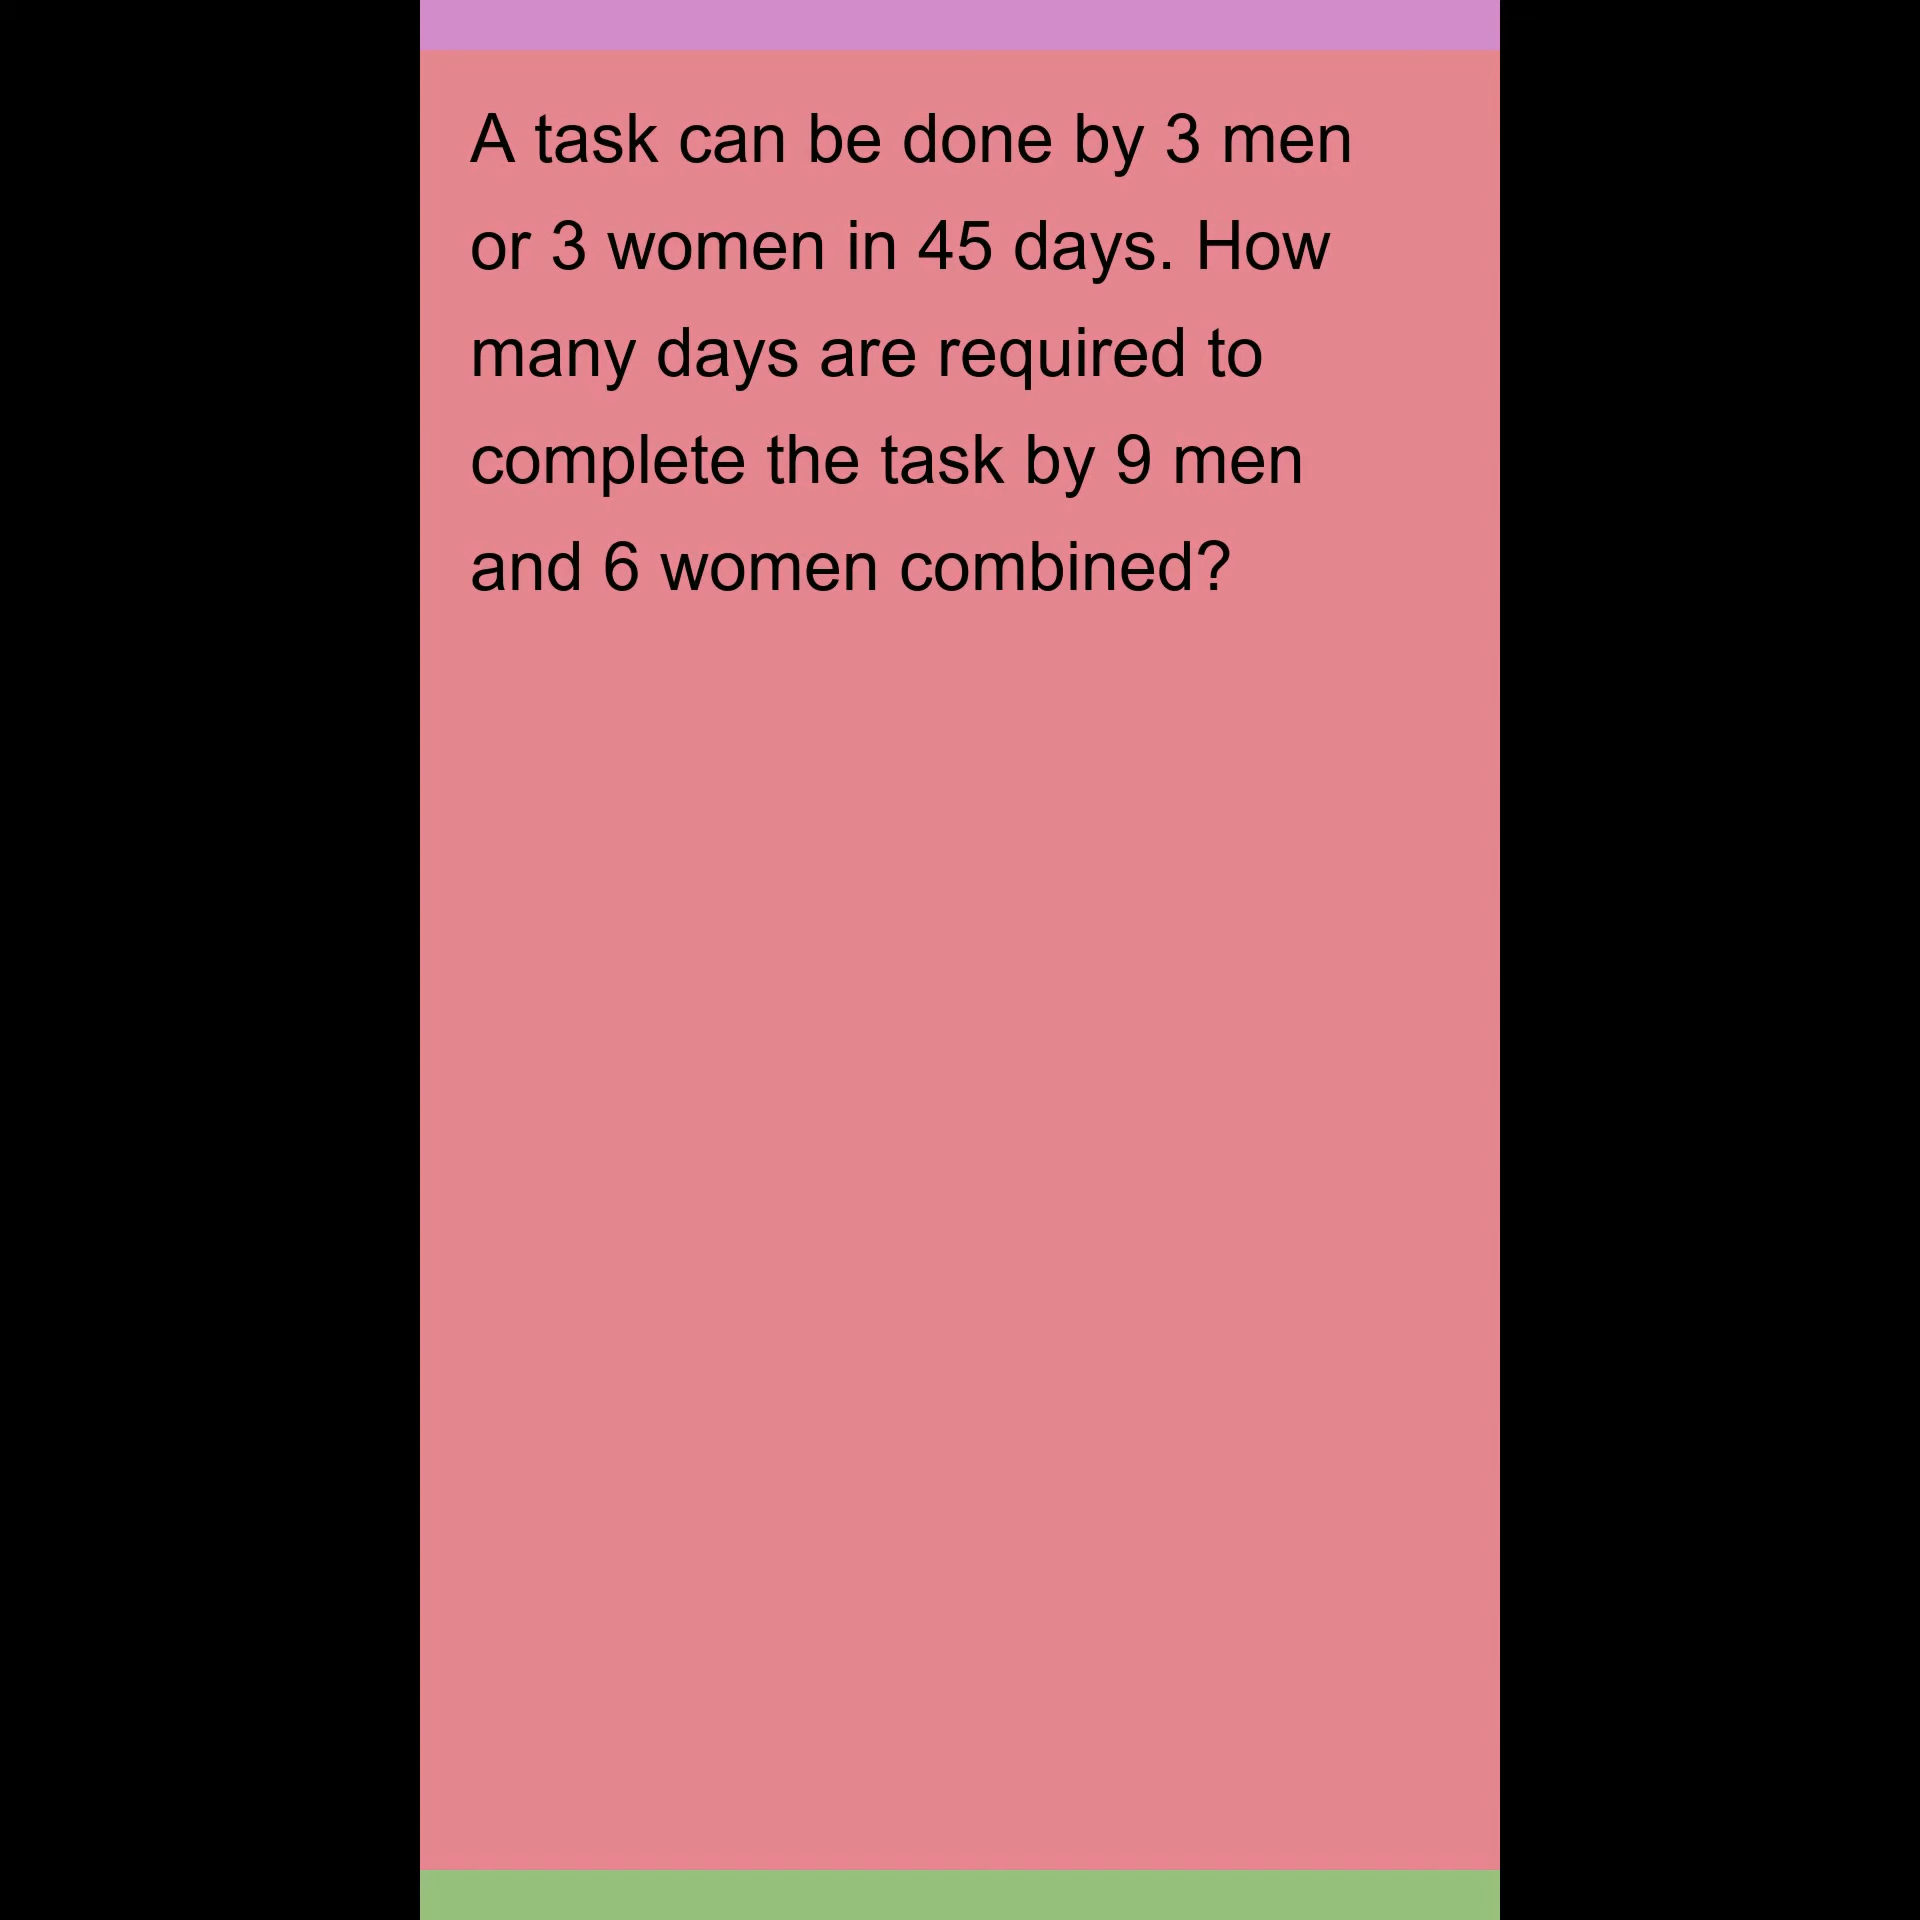 A task can be done by 3 men
or 3 women in 45 days. How
many days are required to
complete the task by 9 men
and 6 women combined?